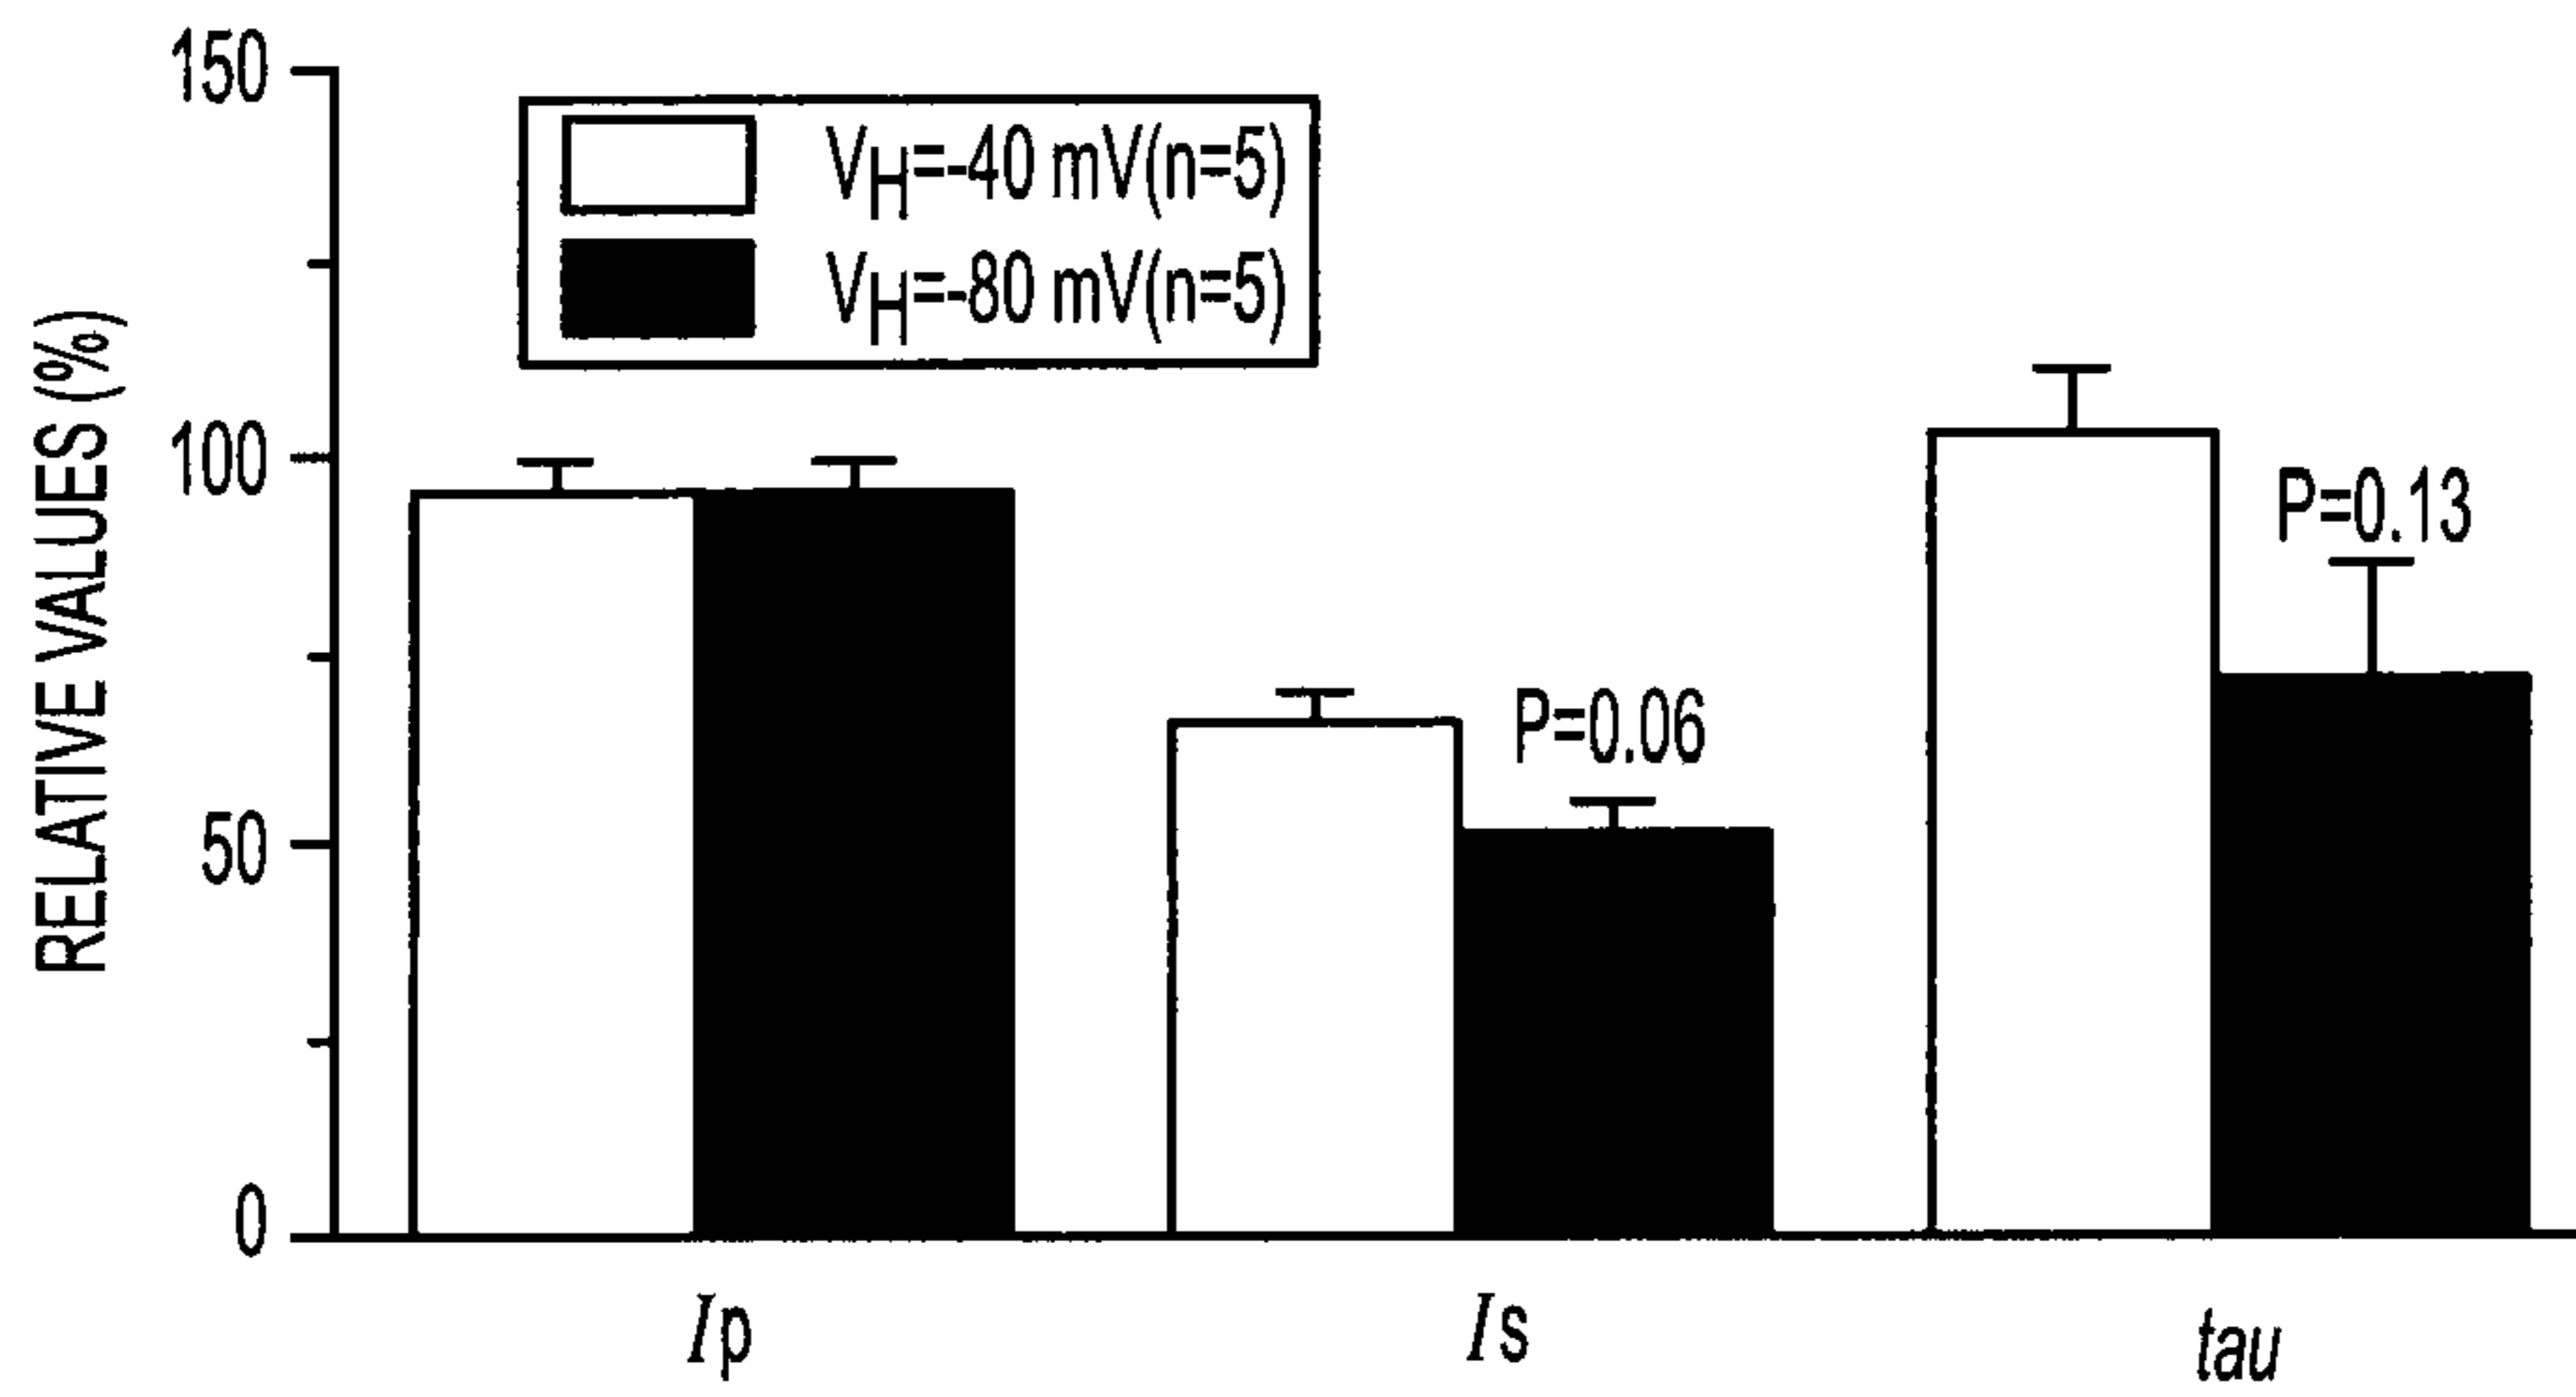 150
100
50
0
RELATIVE VALUES (%)
VH=-40 mV(n=5)
VH=-80 mV(n=5)
P=0.06
P=0.13
Ip
Is
tau